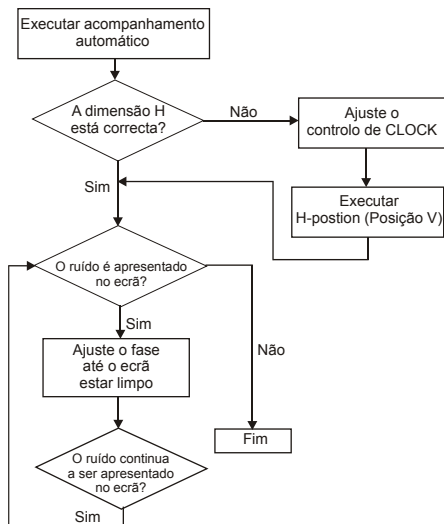 Executar acompanhamento
automático
A dimensão H
está correcta?
Não
Ajuste o
controlo de CLOCK
Sim
Executar
H-postion (Posição V)
O ruído é apresentado
no ecrã?
Sim
Não
Ajuste o fase
até o ecrã
estar limpo
Fim
O ruído continua
a ser apresentado
no ecrã?
Sim